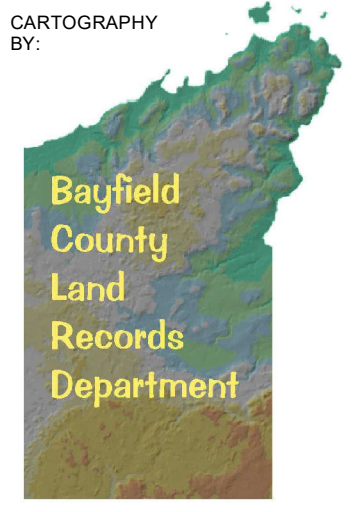 CARTOGRAPHY
BY:
Bayfield
County
Land
Records
Department